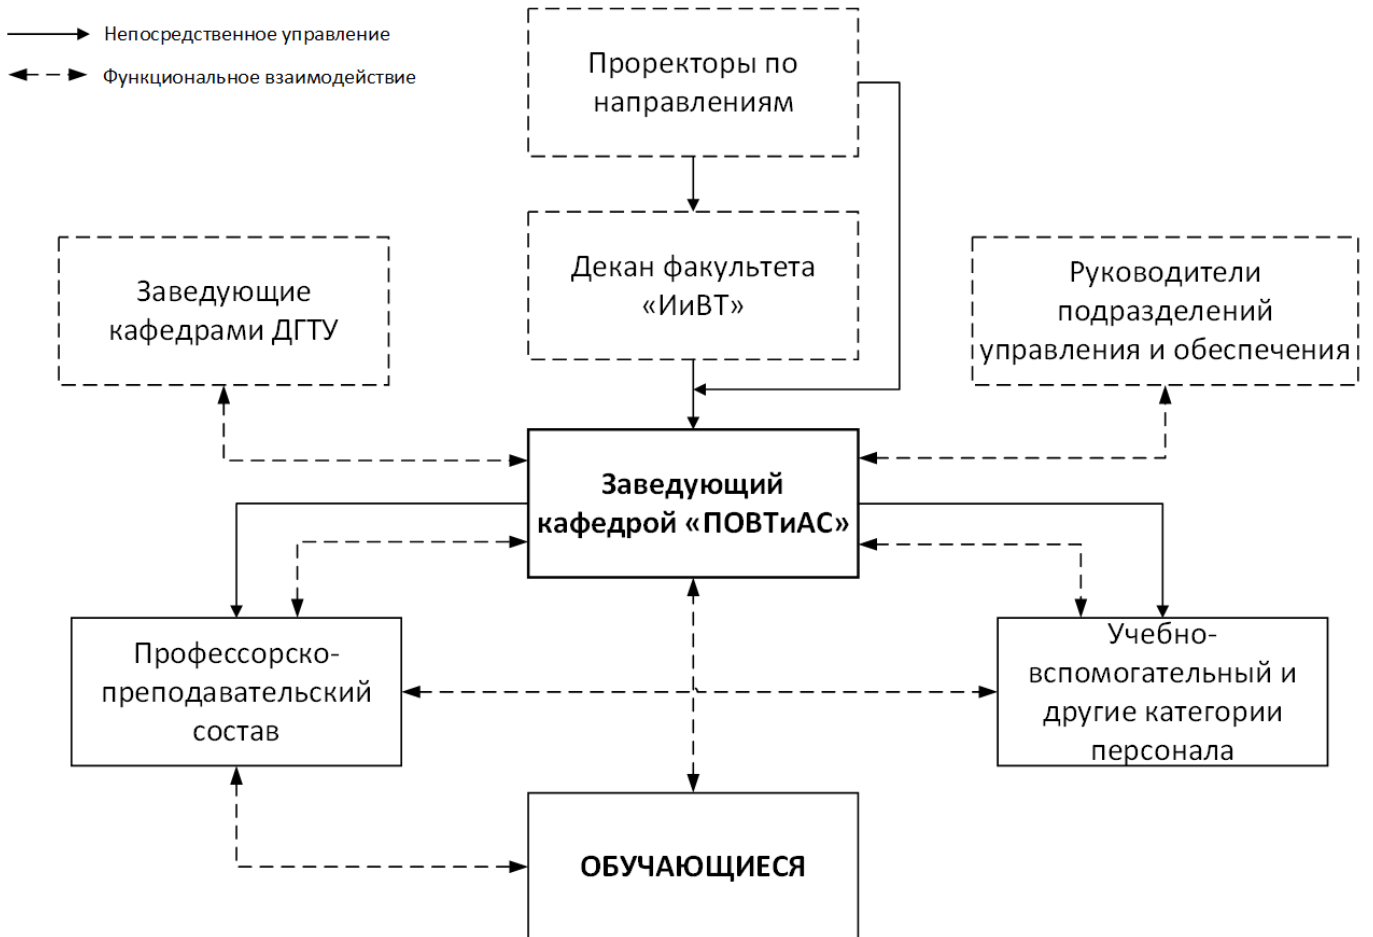 Непосредственное управление
Функциональное взаимодействие
Проректоры по
направлениям
Декан факультета
«ИиВТ»
Заведующие
кафедрами ДГТУ
Руководители
подразделений
управления и обеспечения
Заведующий
кафедрой «ПОВТиАС»
Профессорско-
преподавательский
состав
Учебно-
вспомогательный и
другие категории
персонала
ОБУЧАЮЩИЕСЯ